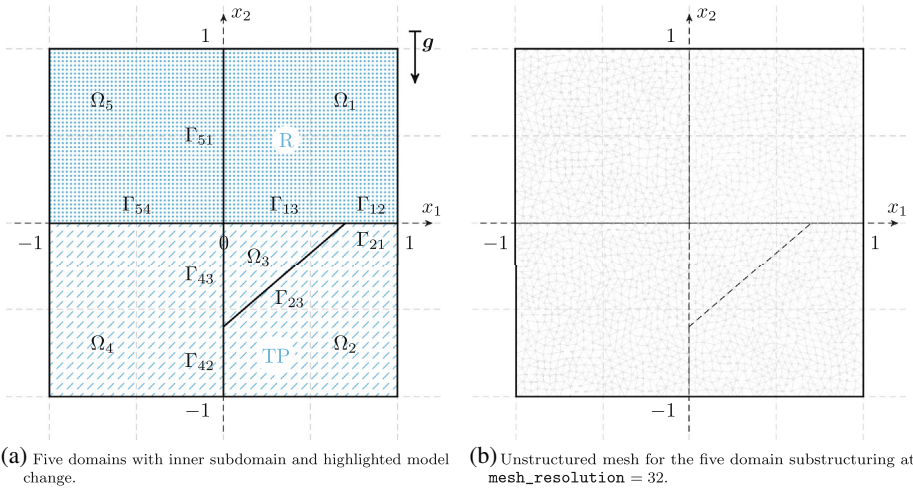 x₂
x₂
1
g
1
Ω₅
Ω₁
Γ₅₁
R
Γ₅₄
Γ₁₃
Γ₁₂
x₁
x₁
−1
0
1
−1
1
Γ₂₁
Ω₃
Γ₄₃
Γ₂₃
Ω₄
Ω₂
Γ₄₂
TP
−1
−1
(a) Five domains with inner subdomain and highlighted model
change.
(b) Unstructured mesh for the five domain substructuring at
mesh_resolution = 32.